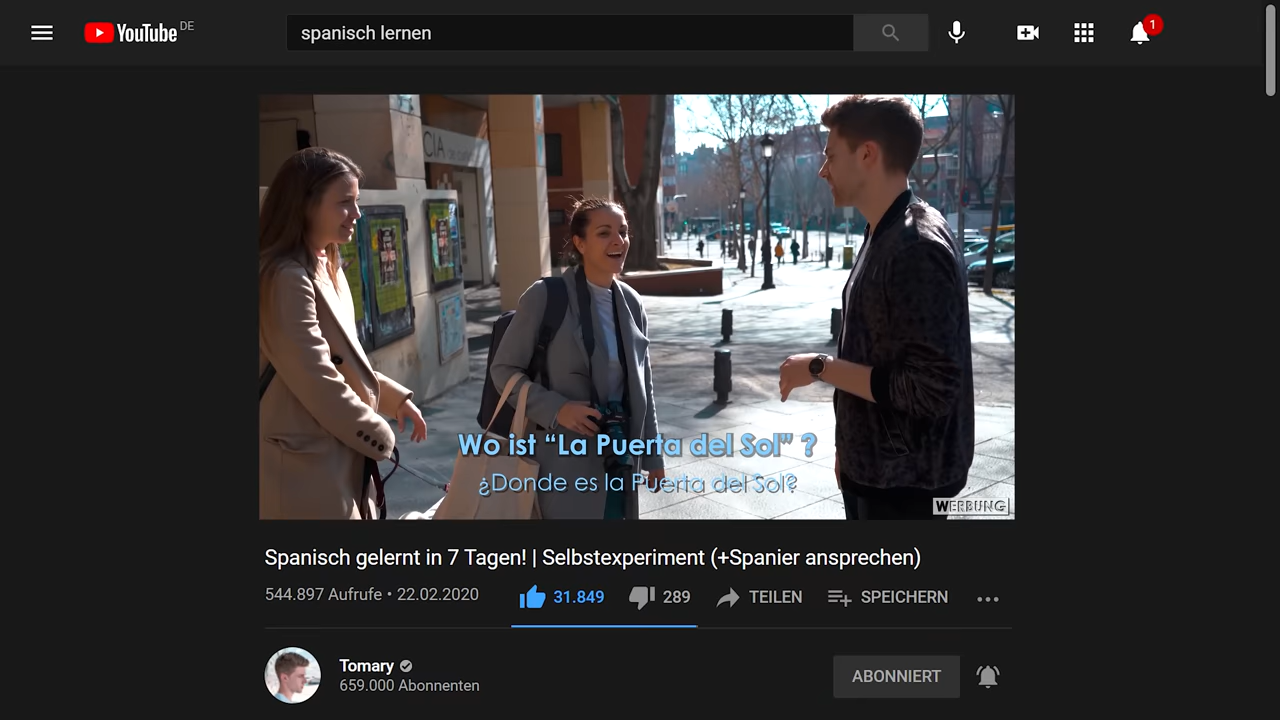 YouTube DE
spanisch lernen
1
CIA
Wo ist “La Puerta del Sol" ?
¿Donde es la Puerta del Sol?
WERBUNG
Spanisch gelernt in 7 Tagen! | Selbstexperiment (+Spanier ansprechen)
544.897 Aufrufe • 22.02.2020
31.849
289
TEILEN
SPEICHERN
Tomary
659.000 Abonnenten
ABONNIERT